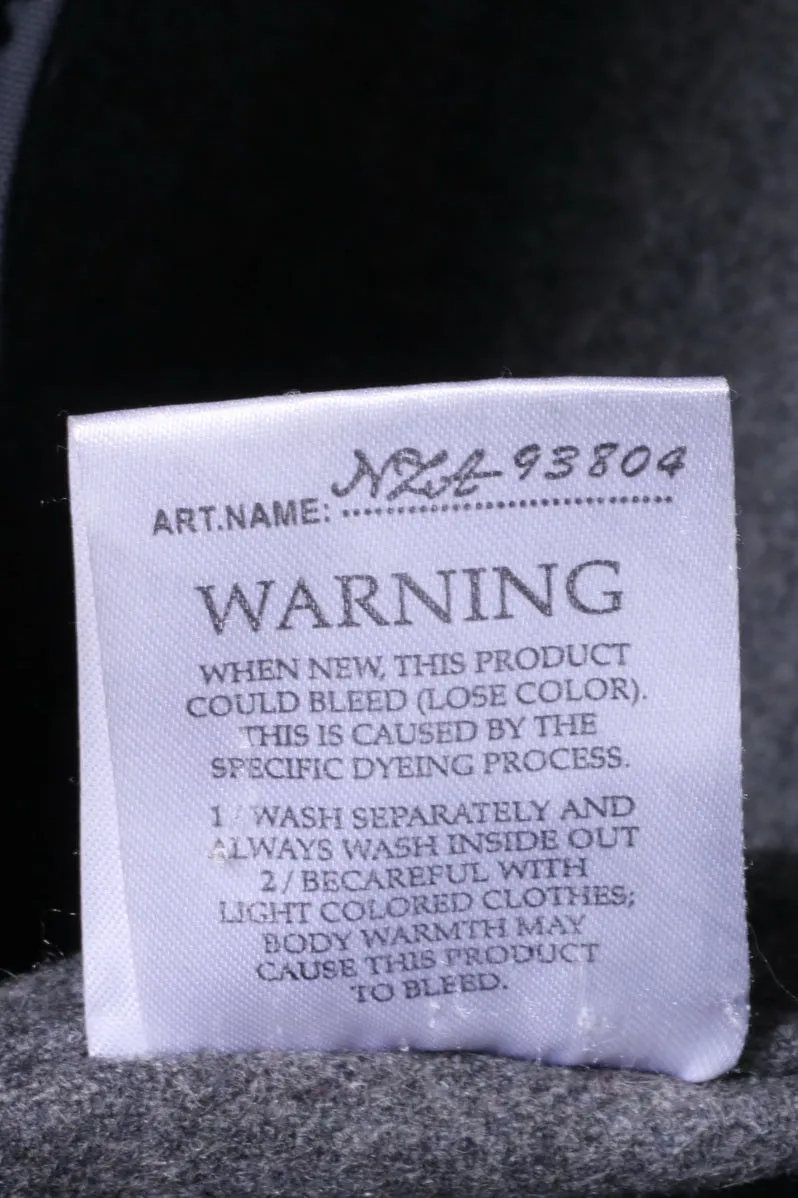 ART.NAME: NZA-93804
WARNING
WHEN NEW, THIS PRODUCT
COULD BLEED (LOSE COLOR).
THIS IS CAUSED BY THE
SPECIFIC DYEING PROCESS.
1/ WASH SEPARATELY AND
ALWAYS WASH INSIDE OUT
2/ BECAREFUL WITH
LIGHT COLORED CLOTHES;
BODY WARMTH MAY
CAUSE THIS PRODUCT
TO BLEED.